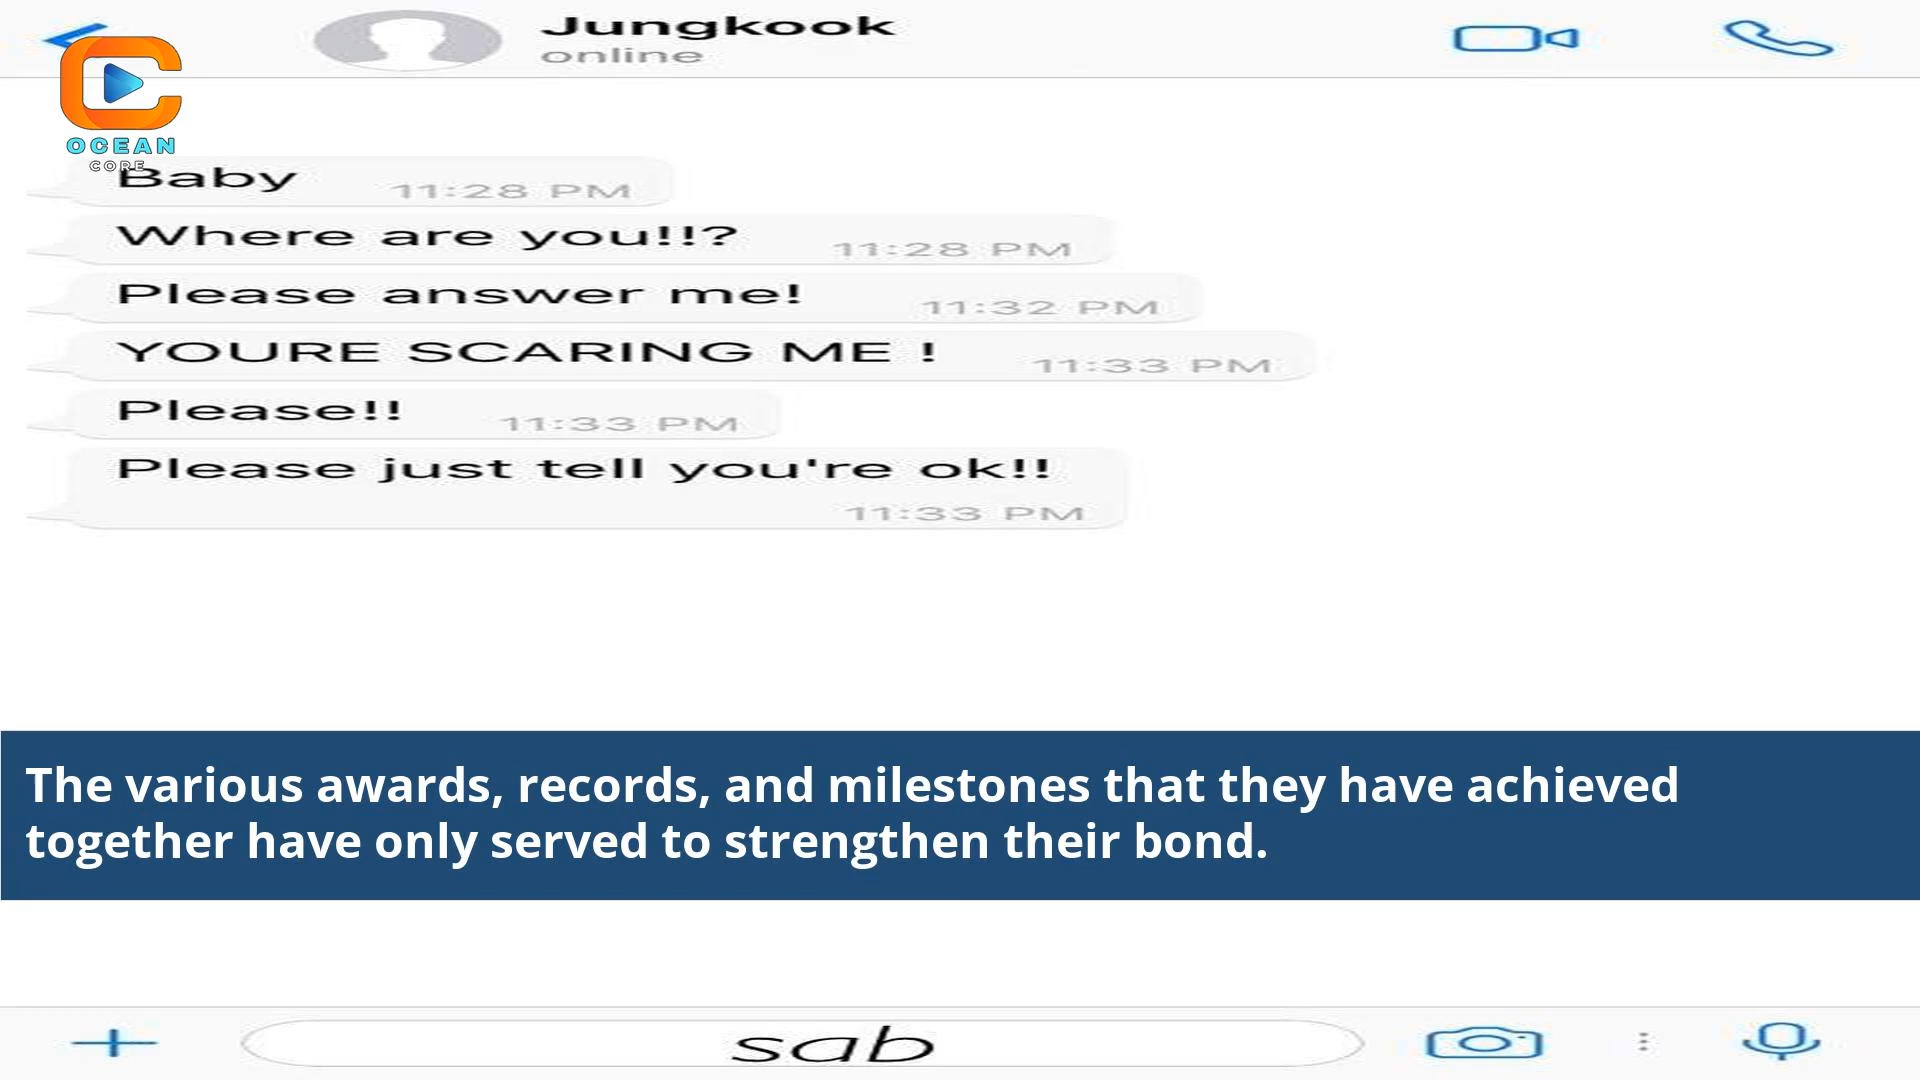 Jungkook
online
OCEAN
CORE
Baby 11:28 PM
Where are you!!? 11:28 PM
Please answer me! 11:32 PM
YOURE SCARING ME ! 11:33 PM
Please!! 11:33 PM
Please just tell you're ok!!
11:33 PM
The various awards, records, and milestones that they have achieved
together have only served to strengthen their bond.
sab